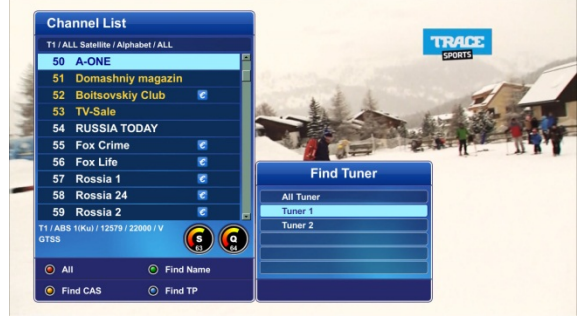 Channel List
T1 / ALL Satellite / Alphabet / ALL
50 A-ONE
51 Domashniy magazin
52 Boitsovskiy Club
53 TV-Sale
54 RUSSIA TODAY
55 Fox Crime
56 Fox Life
57 Rossia 1
58 Rossia 24
59 Rossia 2
T1 / ABS 1(Ku) / 12579 / 22000 / V
GTSS
S 63
Q 64
All
Find Name
Find CAS
Find TP
TRACE
SPORTS
Find Tuner
All Tuner
Tuner 1
Tuner 2